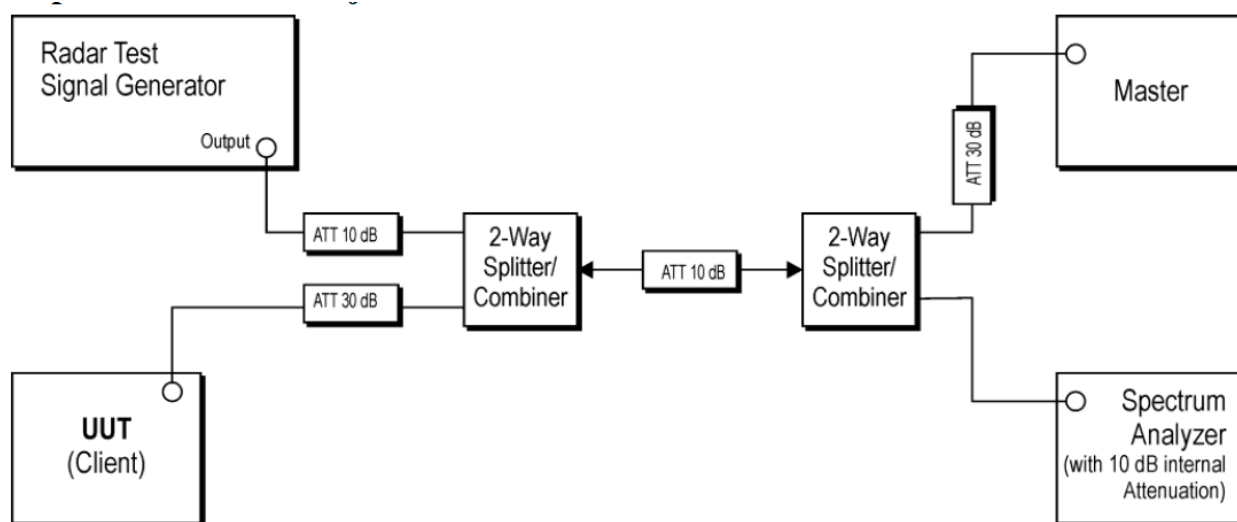 Radar Test
Signal Generator
Output
ATT 10 dB
ATT 30 dB
UUT
(Client)
2-Way
Splitter/
Combiner
ATT 10 dB
2-Way
Splitter/
Combiner
ATT 30 dB
Master
Spectrum
Analyzer
(with 10 dB internal
Attenuation)